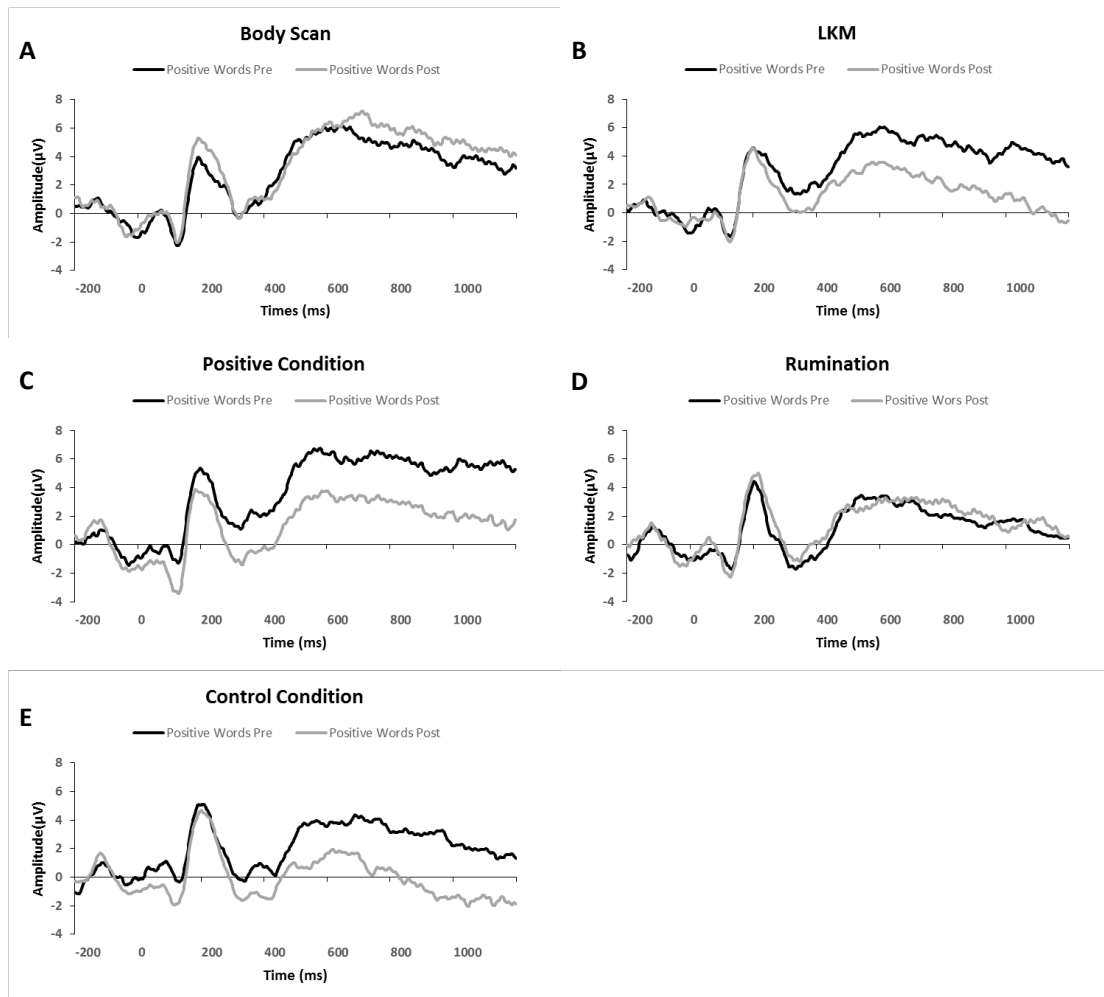 A
Body Scan
Positive Words Pre Positive Words Post
8
6
4
2
0
-2
-4
Amplitude(μV)
-200 0 200 400 600 800 1000
Times (ms)
B
LKM
Positive Words Pre Positive Words Post
8
6
4
2
0
-2
-4
Amplitude(μV)
-200 0 200 400 600 800 1000
Time (ms)
C
Positive Condition
Positive Words Pre Positive Words Post
8
6
4
2
0
-2
-4
Amplitude(μV)
-200 0 200 400 600 800 1000
Time (ms)
D
Rumination
Positive Words Pre Positive Wors Post
8
6
4
2
0
-2
-4
Amplitude(μV)
-200 0 200 400 600 800 1000
Time (ms)
E
Control Condition
Positive Words Pre Positive Words Post
8
6
4
2
0
-2
-4
Amplitude(μV)
-200 0 200 400 600 800 1000
Time (ms)